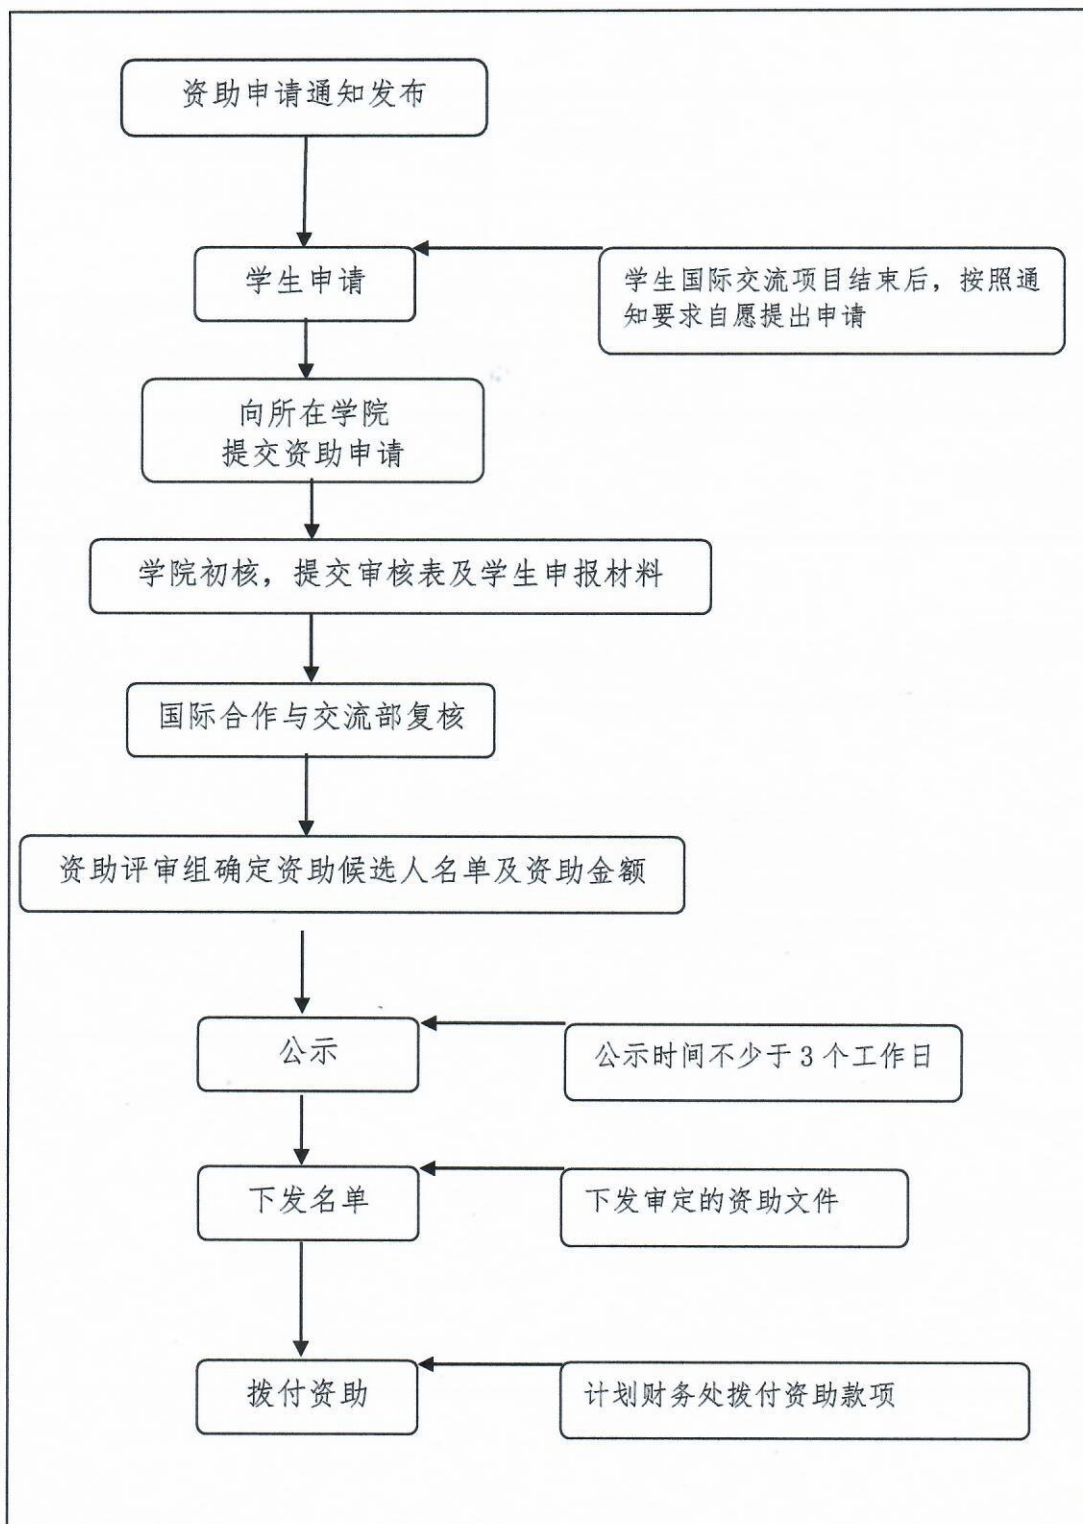 资助申请通知发布
学生申请
学生国际交流项目结束后，按照通
知要求自愿提出申请
向所在学院
提交资助申请
学院初核，提交审核表及学生申报材料
国际合作与交流部复核
资助评审组确定资助候选人名单及资助金额
公示
公示时间不少于 3 个工作日
下发名单
下发审定的资助文件
拨付资助
计划财务处拨付资助款项